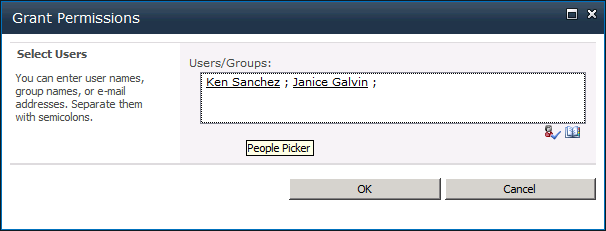 Grant Permissions
Select Users
You can enter user names,
group names, or e-mail
addresses. Separate them
with semicolons.
Users/Groups:
Ken Sanchez ; Janice Galvin ;
People Picker
OK
Cancel